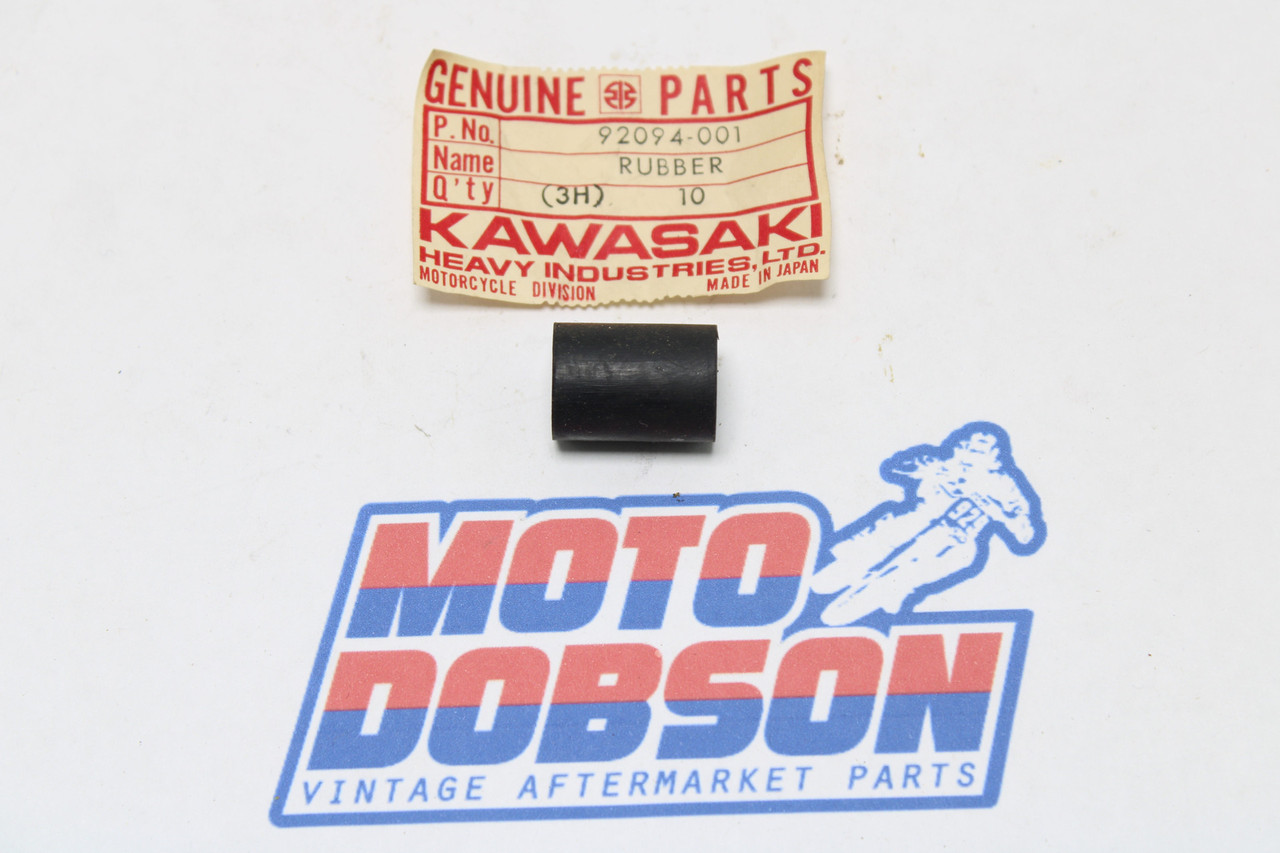 GENUINE PARTS
P. No. 92094-001
Name RUBBER
Q'ty (3H) 10
KAWASAKI
HEAVY INDUSTRIES, LTD.
MOTORCYCLE DIVISION MADE IN JAPAN
MOTO
DOBSON
VINTAGE AFTERMARKET PARTS